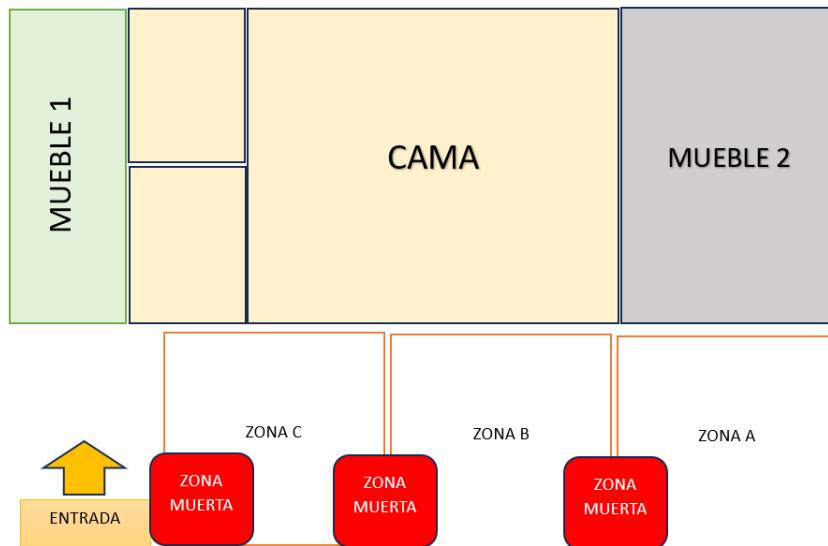 MUEBLE 1
CAMA
MUEBLE 2
ZONA C
ZONA B
ZONA A
ENTRADA
ZONA
MUERTA
ZONA
MUERTA
ZONA
MUERTA